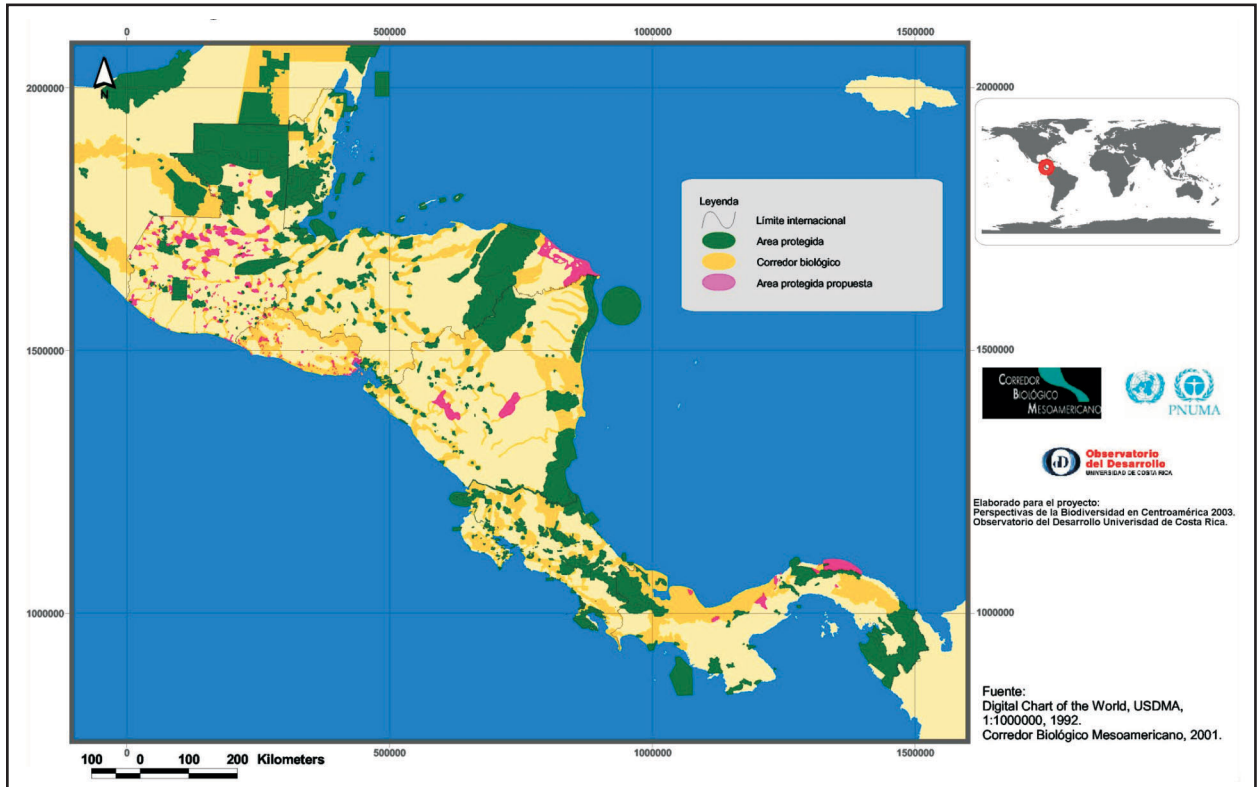 0
500000
1000000
1500000
2000000
2000000
N
Leyenda
Límite internacional
Area protegida
Corredor biológico
Area protegida propuesta
1500000
1500000
CORREDOR
BIOLÓGICO
MESOAMERICANO
PNUMA
Observatorio
del Desarrollo
UNIVERSIDAD DE COSTA RICA
Elaborado para el proyecto:
Perspectivas de la Biodiversidad en Centroamérica 2003.
Observatorio del Desarrollo Univerisdad de Costa Rica.
1000000
1000000
Fuente:
Digital Chart of the World, USDMA,
1:1000000, 1992.
Corredor Biológico Mesoamericano, 2001.
0
500000
1000000
1500000
100 0 100 200 Kilometers